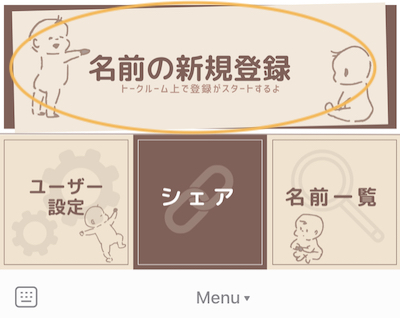 名前の新規登録
トークルーム上で登録がスタートするよ
ユーザー
設定
シェア
名前一覧
Menu ▾